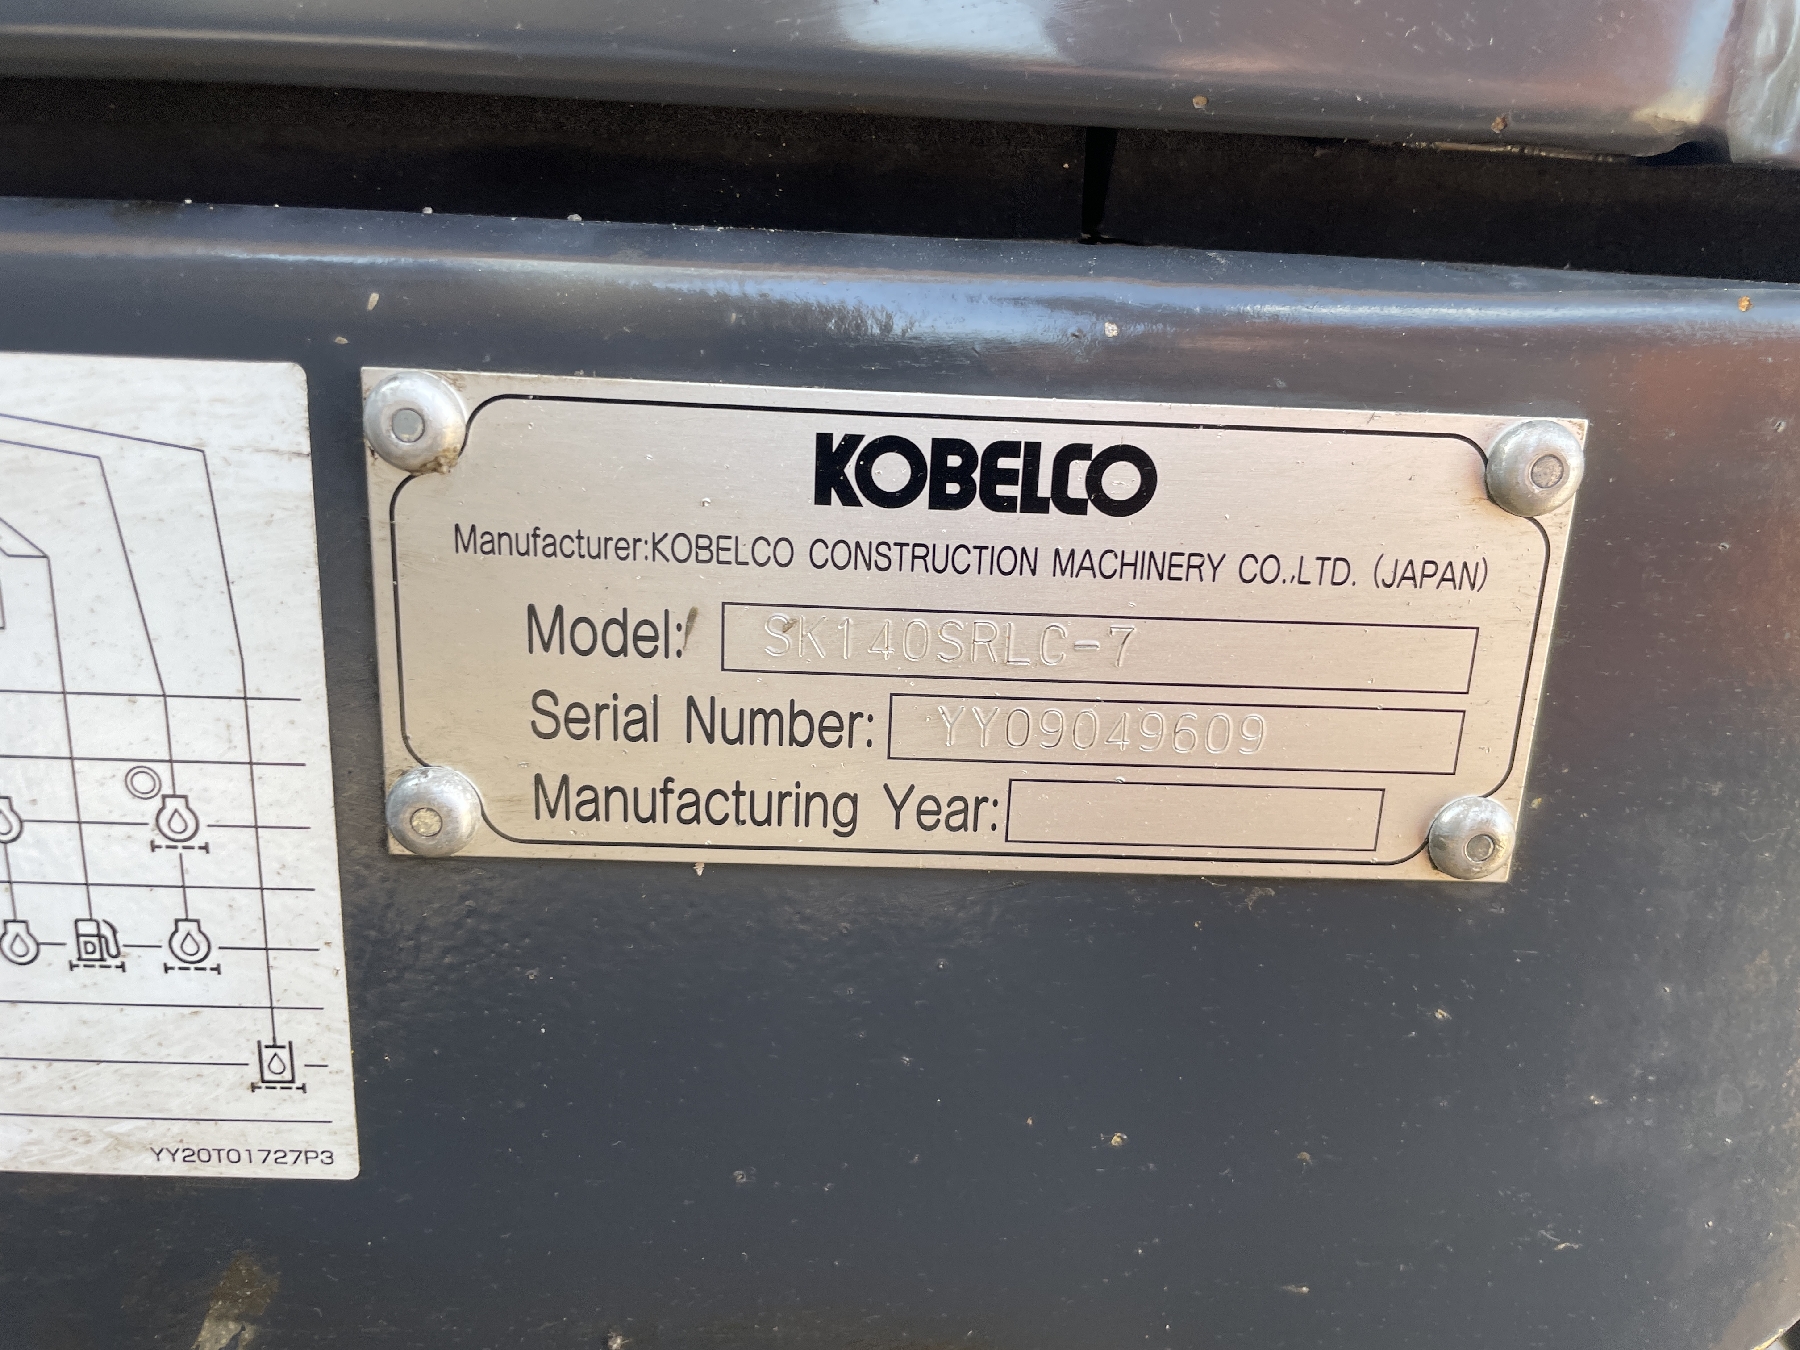 KOBELCO
Manufacturer:KOBELCO CONSTRUCTION MACHINERY CO.,LTD. (JAPAN)
Model: SK140SRLC-7
Serial Number: YY09049609
Manufacturing Year:
YY20T01727P3